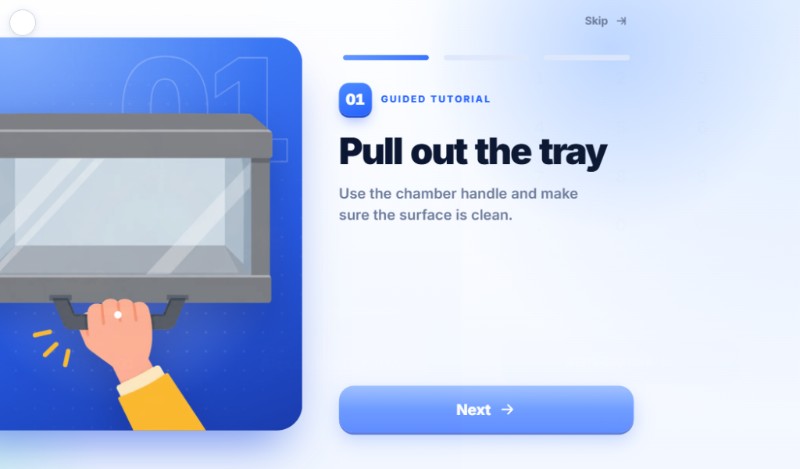 Skip
01
01
GUIDED TUTORIAL
Pull out the tray
Use the chamber handle and make
sure the surface is clean.
Next